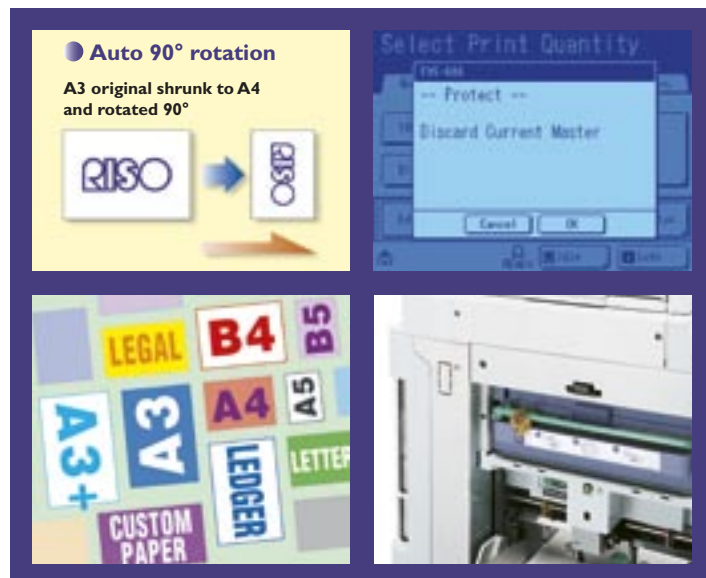 Auto 90° rotation
A3 original shrunk to A4
and rotated 90°
RISO
RISO
Select Print Quantity
-- Protect --
Discard Current Master
Cancel
OK
LEGAL
B4
B5
A3+
A3
A4
A5
LEDGER
LETTER
CUSTOM
PAPER